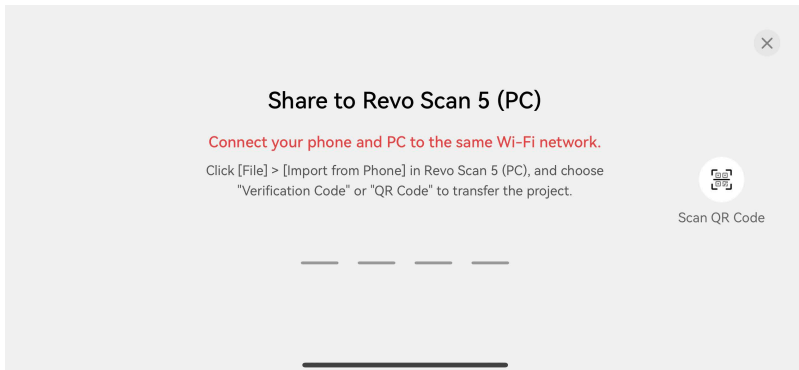 Share to Revo Scan 5 (PC)
Connect your phone and PC to the same Wi-Fi network.
Click [File] > [Import from Phone] in Revo Scan 5 (PC), and choose
"Verification Code" or "QR Code" to transfer the project.
Scan QR Code